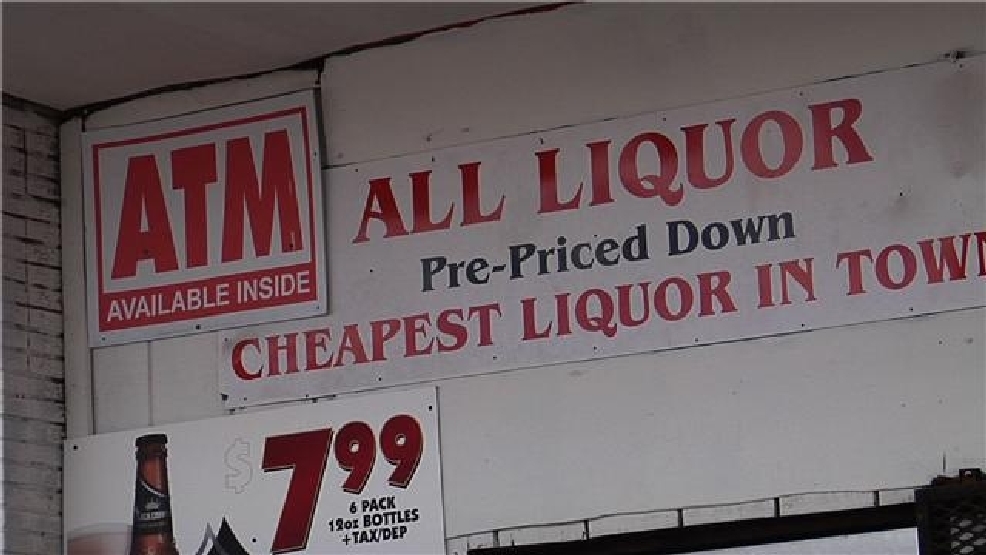 ATM
AVAILABLE INSIDE
ALL LIQUOR
Pre-Priced Down
CHEAPEST LIQUOR IN TOWN
$7.99
6 PACK
12oz BOTTLES
+TAX/DEP